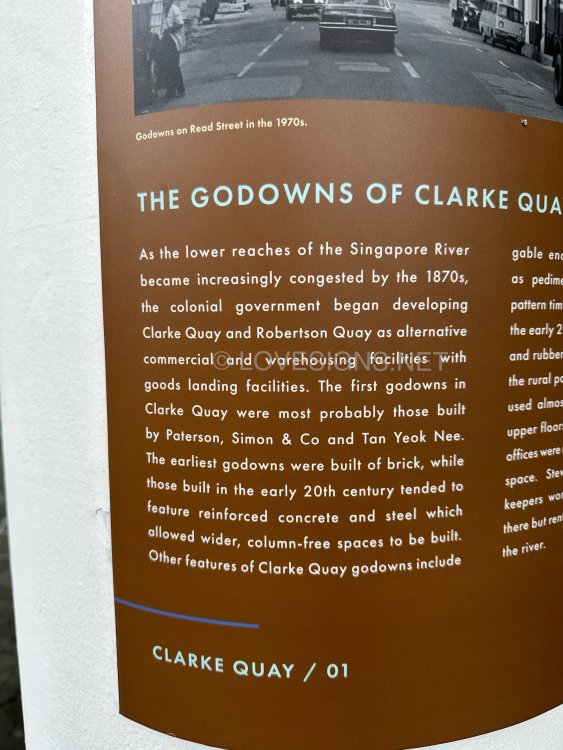 Godowns on Read Street in the 1970s.
THE GODOWNS OF CLARKE QUA
As the lower reaches of the Singapore River
became increasingly congested by the 1870s,
the colonial government began developing
Clarke Quay and Robertson Quay as alternative
commercial and warehousing facilities with
goods landing facilities. The first godowns in
Clarke Quay were most probably those built
by Paterson, Simon & Co and Tan Yeok Nee.
The earliest godowns were built of brick, while
those built in the early 20th century tended to
feature reinforced concrete and steel which
allowed wider, column-free spaces to be built.
Other features of Clarke Quay godowns include
gable end
as pedime
pattern tim
the early 2
and rubber
the rural po
used almos
upper floor
offices were
space. Stev
keepers wor
there but rent
the river.
CLARKE QUAY / 01
© LOVESIGNS.NET